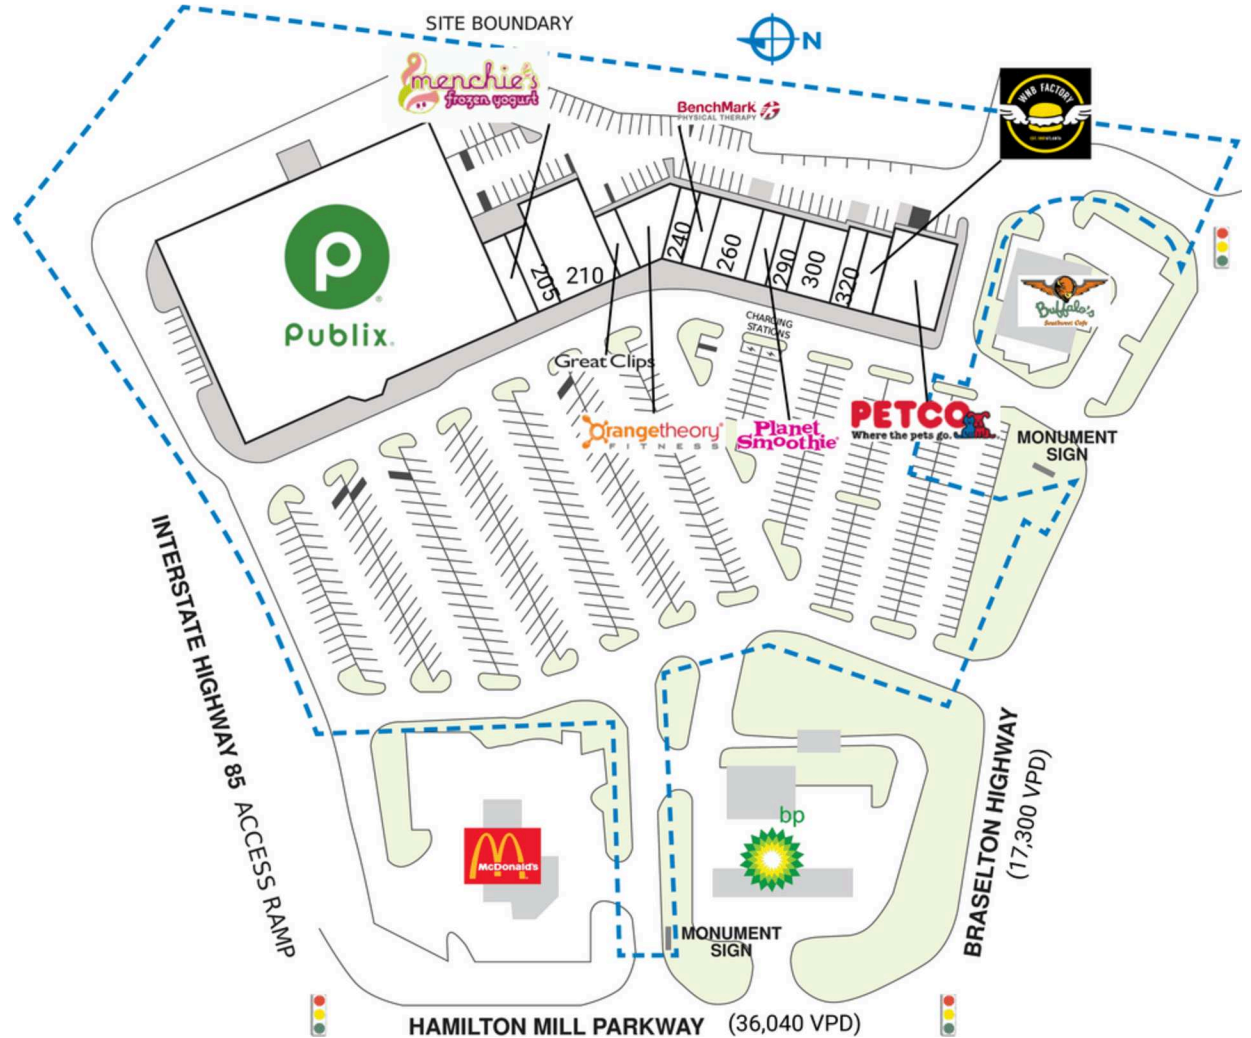 SITE BOUNDARY
N
menchie's
frozen yogurt
BenchMark
PHYSICAL THERAPY
WNB FACTORY
Publix
205
210
240
260
290
300
320
Buffalo's
Southwest Cafe
CHARGING
STATIONS
Great Clips
Orangetheory
FITNESS
Planet
Smoothie
PETCO
Where the pets go.
MONUMENT
SIGN
INTERSTATE HIGHWAY 85 ACCESS RAMP
BRASELTON HIGHWAY
(17,300 VPD)
bp
McDonald's
MONUMENT
SIGN
HAMILTON MILL PARKWAY (36,040 VPD)